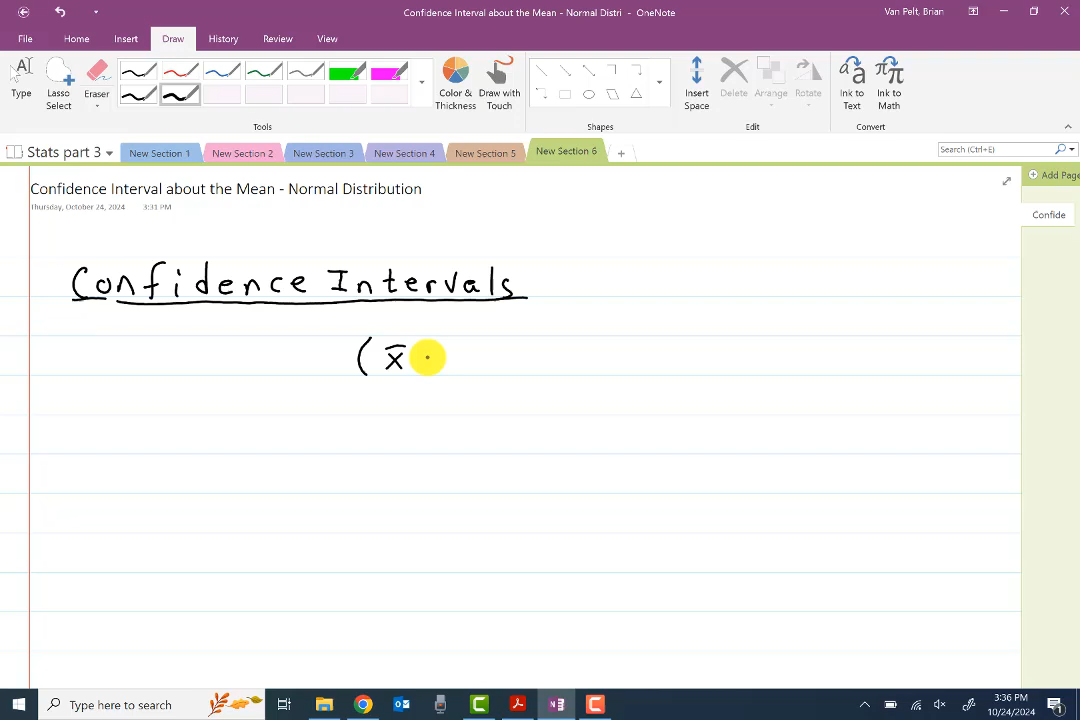 Confidence Interval about the Mean - Normal Distri - OneNote
Van Pelt, Brian
File Home Insert Draw History Review View
Type
Lasso Select
Eraser
Color & Thickness
Draw with Touch
Insert Space
Delete
Arrange
Rotate
Ink to Text
Ink to Math
Tools
Shapes
Edit
Convert
Stats part 3
New Section 1
New Section 2
New Section 3
New Section 4
New Section 5
New Section 6
Search (Ctrl+E)
Confidence Interval about the Mean - Normal Distribution
Thursday, October 24, 2024 3:31 PM
Add Page
Confide
Confidence Intervals
( x̄
Type here to search
3:36 PM
10/24/2024